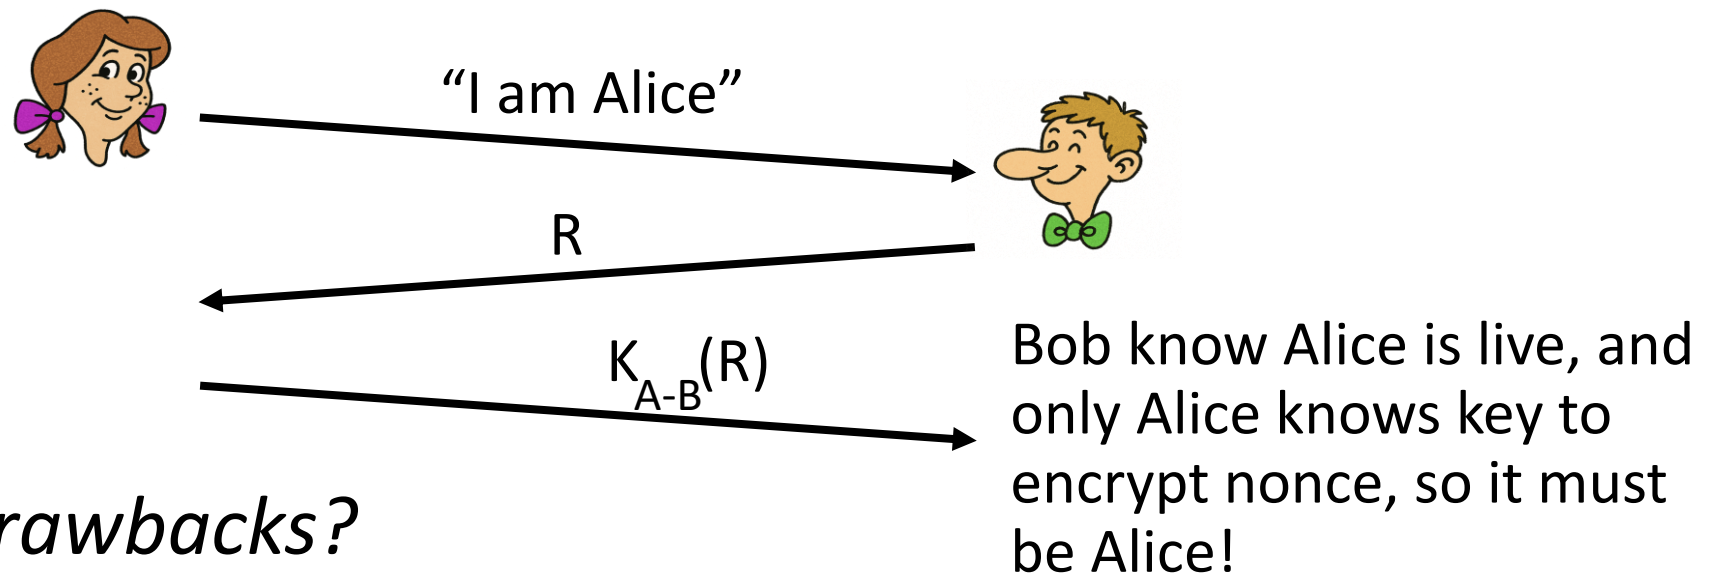 “I am Alice”
R
K
A-B
(R)
Bob know Alice is live, and
only Alice knows key to
encrypt nonce, so it must
be Alice!
rawbacks?